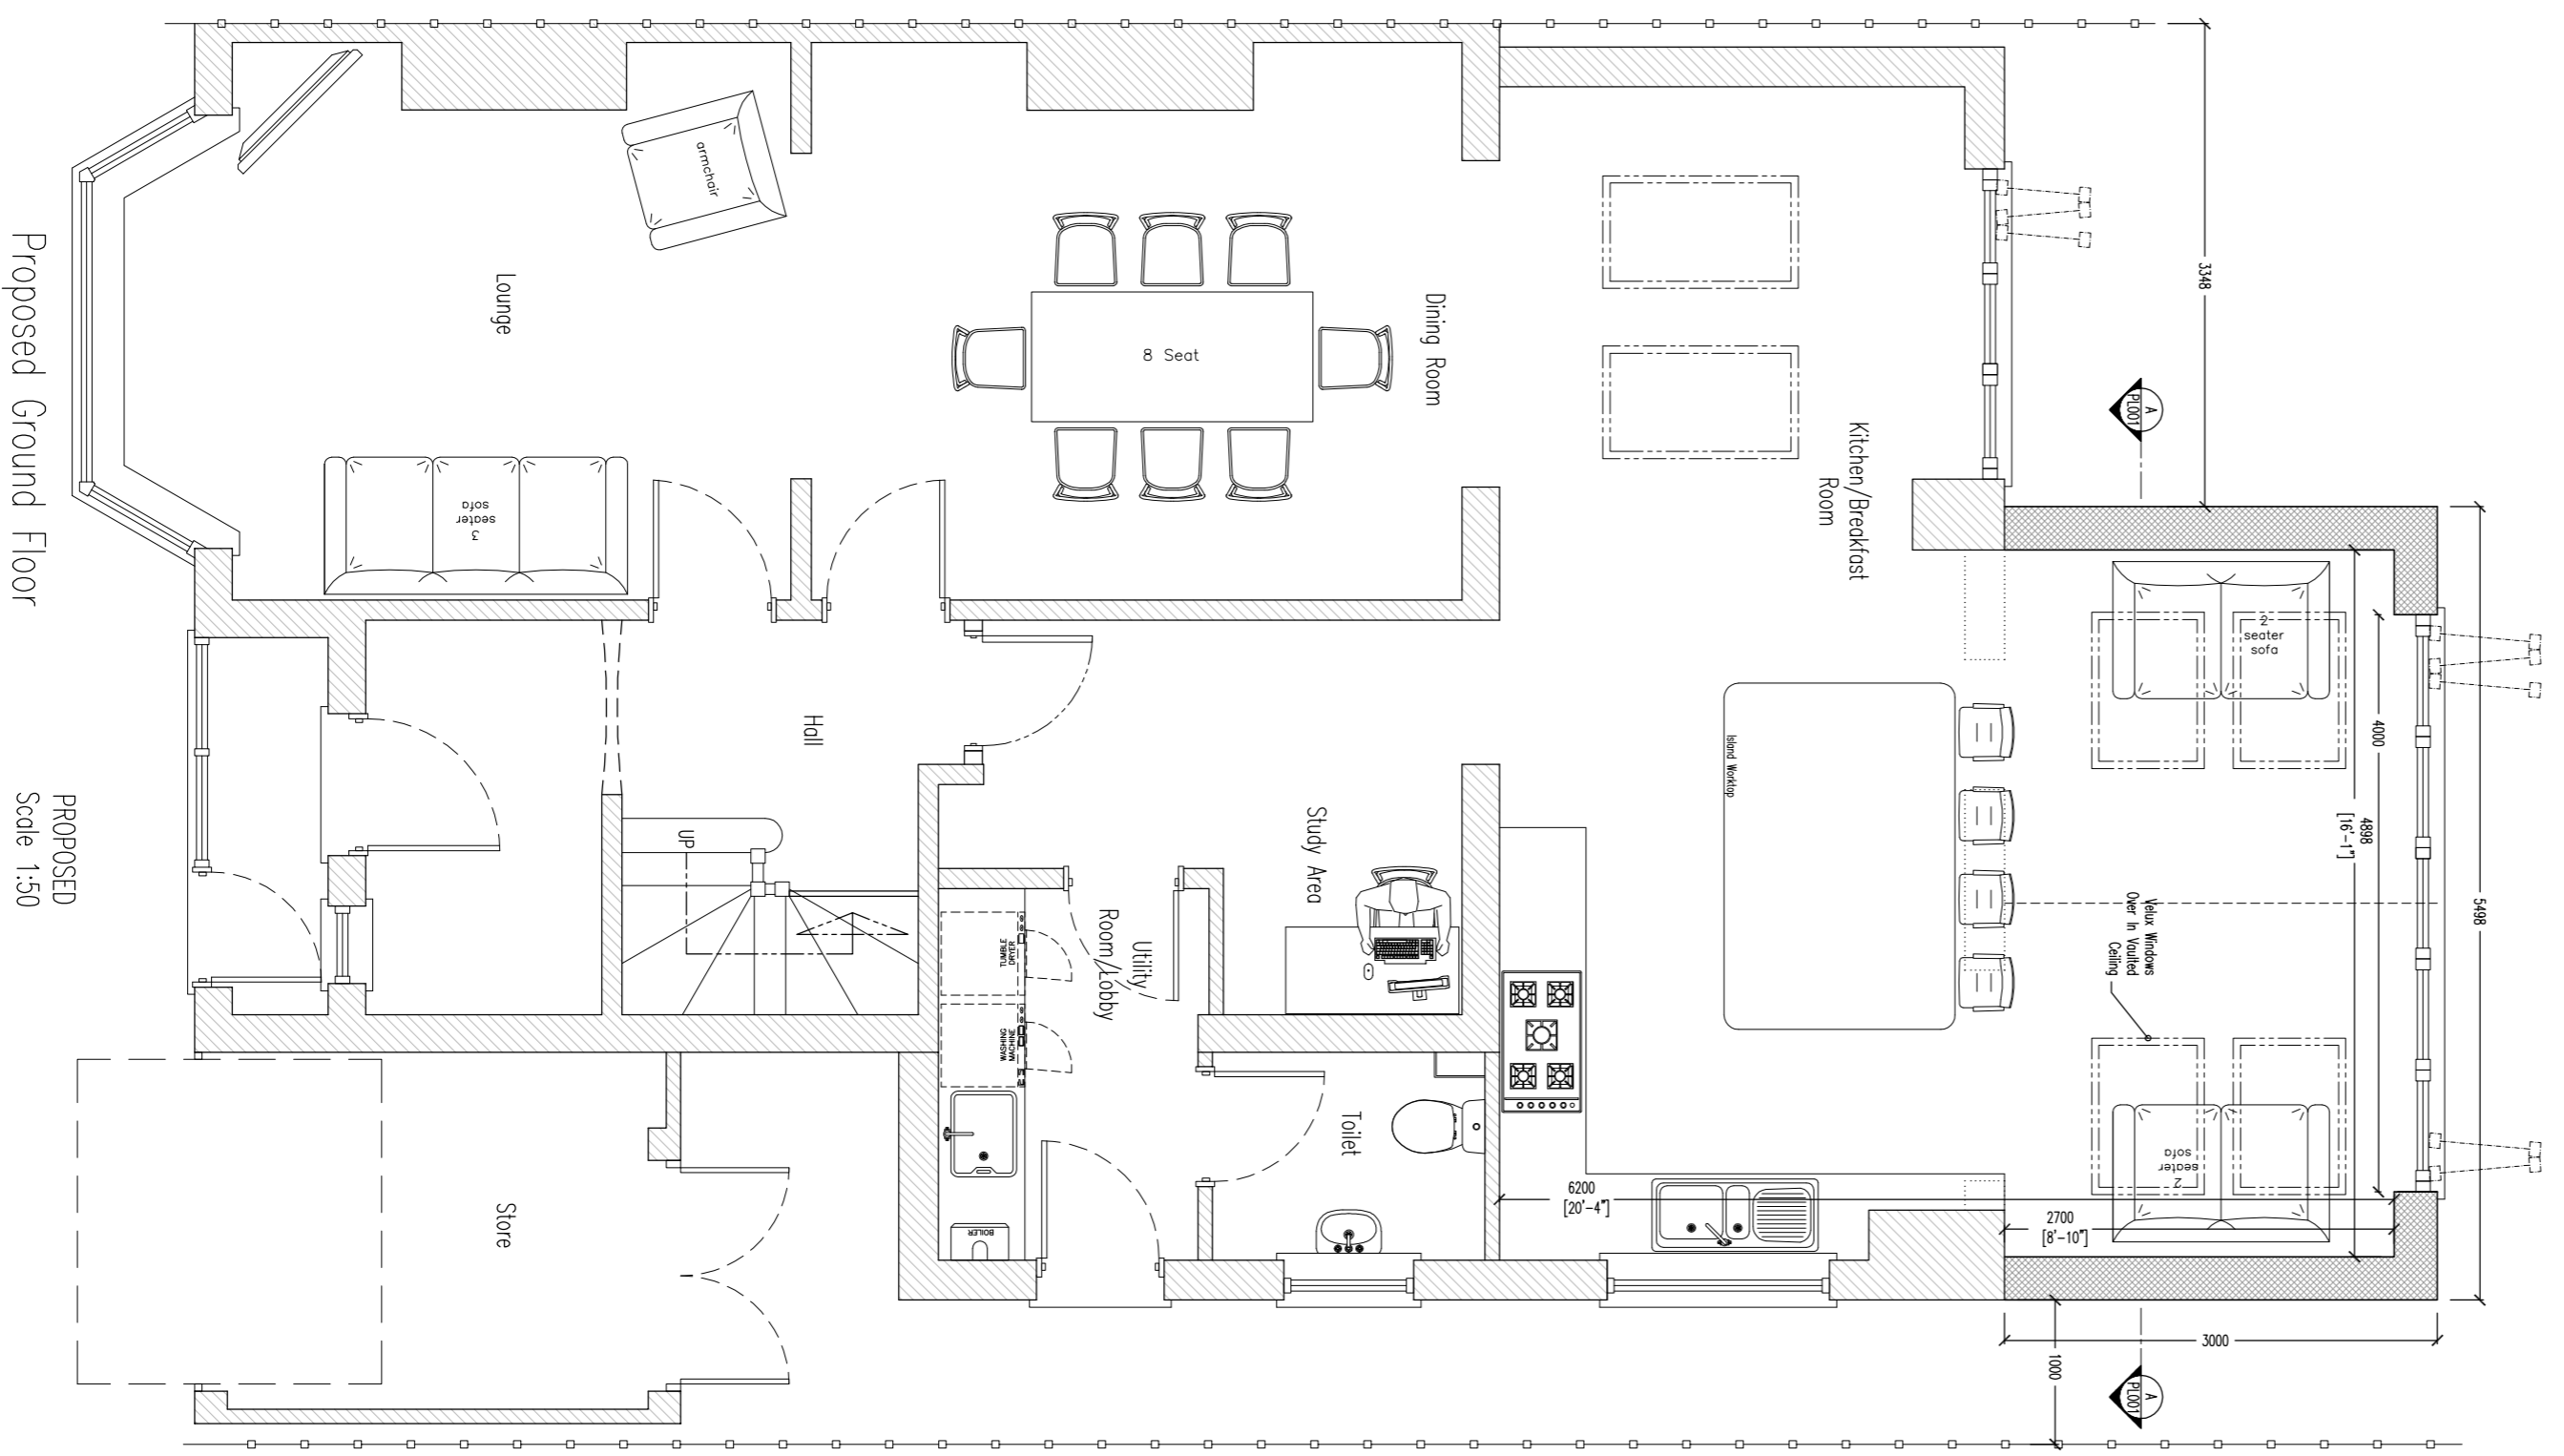 3348
A
PL001
5498
4898
[16'-1"]
4000
2
seater
sofa
Velux Windows
Over In Vaulted
Ceiling
2
seater
sofa
2700
[8'-10"]
6200
[20'-4"]
3000
1000
A
PL001
Kitchen/Breakfast
Room
Island Worktop
Dining Room
8 Seat
Study Area
Toilet
Utility
Room/Lobby
TUMBLE
DRYER
WASHING
MACHINE
BOILER
armchair
Lounge
3
seater
sofa
Hall
UP
Store
Proposed Ground Floor
PROPOSED
Scale 1:50